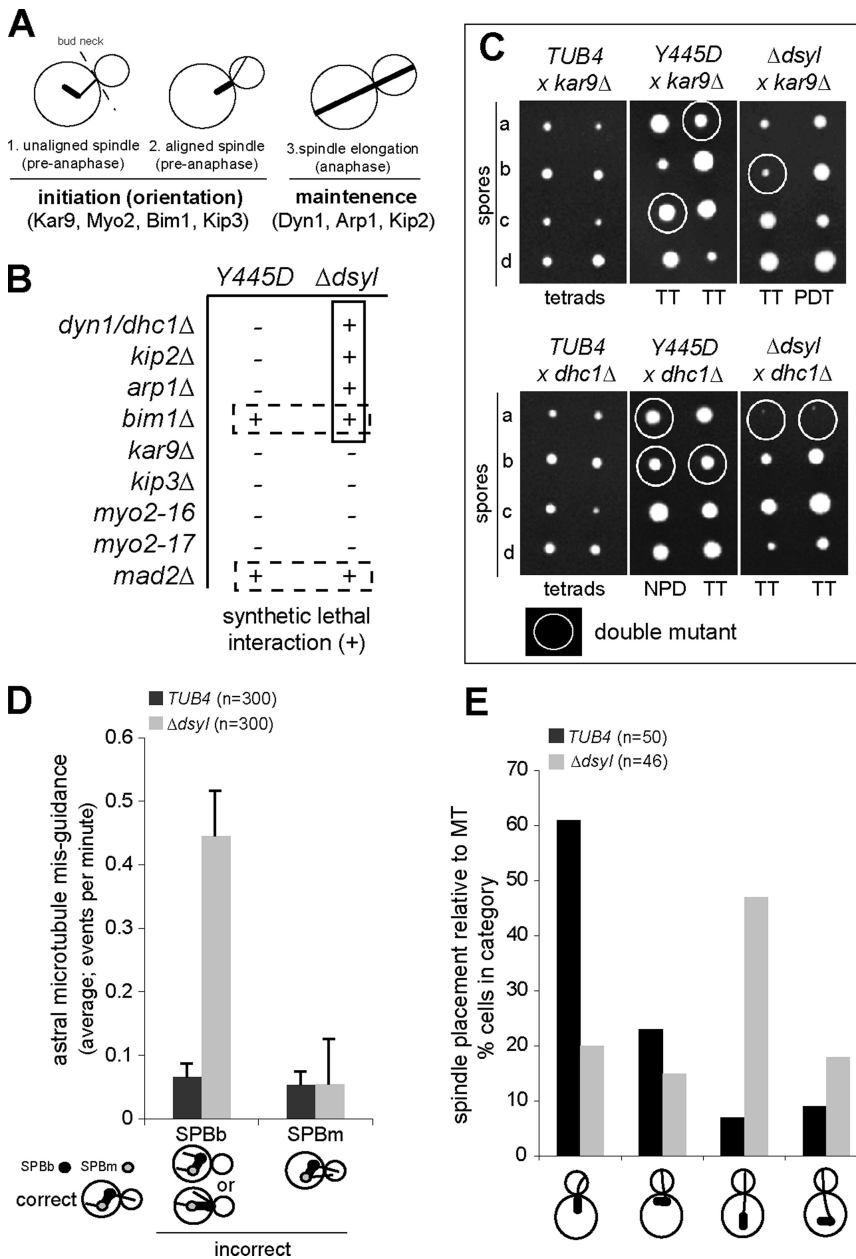 A
bud neck
1. unaligned spindle
(pre-anaphase)
2. aligned spindle
(pre-anaphase)
3.spindle elongation
(anaphase)
initiation (orientation)
(Kar9, Myo2, Bim1, Kip3)
maintenence
(Dyn1, Arp1, Kip2)
B
Y445D Δdsyl
dyn1/dhc1Δ - +
kip2Δ - +
arp1Δ - +
bim1Δ + +
kar9Δ - -
kip3Δ - -
myo2-16 - -
myo2-17 - -
mad2Δ + +
synthetic lethal
interaction (+)
C
TUB4
x kar9Δ
Y445D
x kar9Δ
Δdsyl
x kar9Δ
spores
a
b
c
d
tetrads
TT TT
TT PDT
TUB4
x dhc1Δ
Y445D
x dhc1Δ
Δdsyl
x dhc1Δ
spores
a
b
c
d
tetrads
NPD TT
TT TT
double mutant
D
TUB4 (n=300)
Δdsyl (n=300)
astral microtubule mis-guidance
(average; events per minute)
0.6
0.5
0.4
0.3
0.2
0.1
0
SPBb
SPBm
SPBb SPBm
correct
or
incorrect
E
TUB4 (n=50)
Δdsyl (n=46)
spindle placement relative to MT
% cells in category
70
60
50
40
30
20
10
0